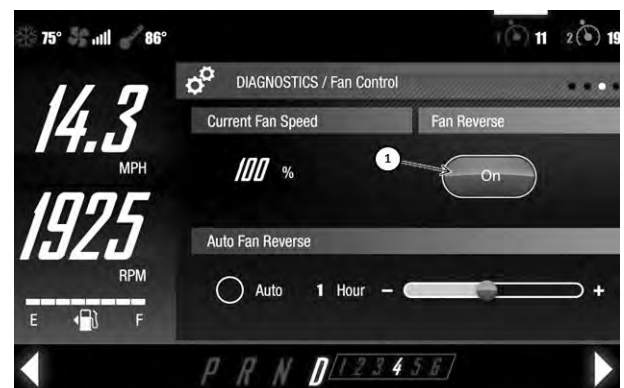 75° 86° 1 11 2 19
DIAGNOSTICS / Fan Control
14.3
MPH
Current Fan Speed Fan Reverse
100 %
1
On
1925
RPM
Auto Fan Reverse
Auto 1 Hour - +
E F
P R N D 1 2 3 4 5 6